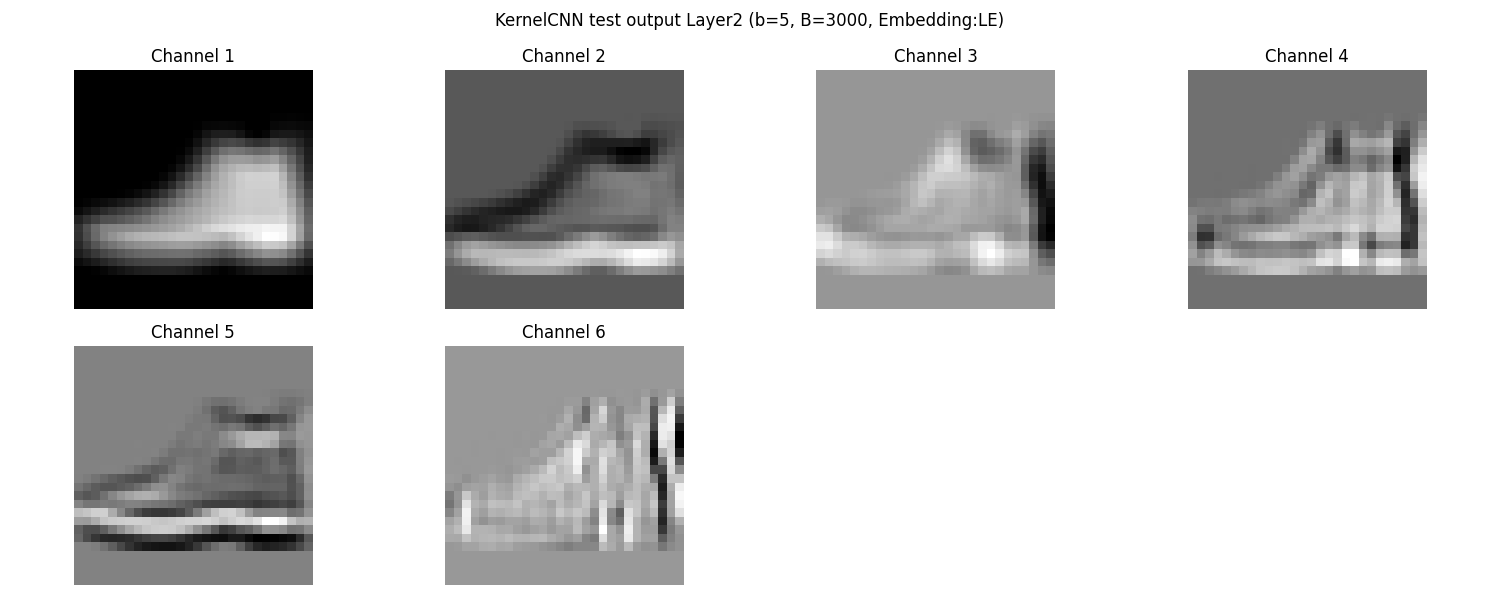 KernelCNN test output Layer2 (b=5, B=3000, Embedding:LE)
Channel 1
Channel 2
Channel 3
Channel 4
Channel 5
Channel 6